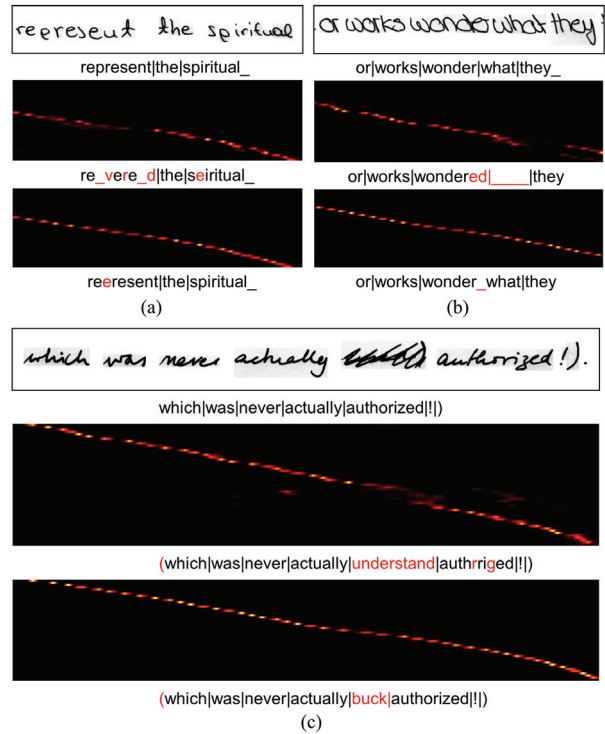 represent the spiritual
represent|the|spiritual_
re_vere_d|the|seiritual_
reeresent|the|spiritual_
(a)
or works wonder what they
or|works|wonder|what|they_
or|works|wondered|____|they
or|works|wonder_what|they
(b)
which was never actually authorized!).
which|was|never|actually|authorized|!|)
(which|was|never|actually|understand|authrriged|!|)
(which|was|never|actually|buck|authorized|!|)
(c)